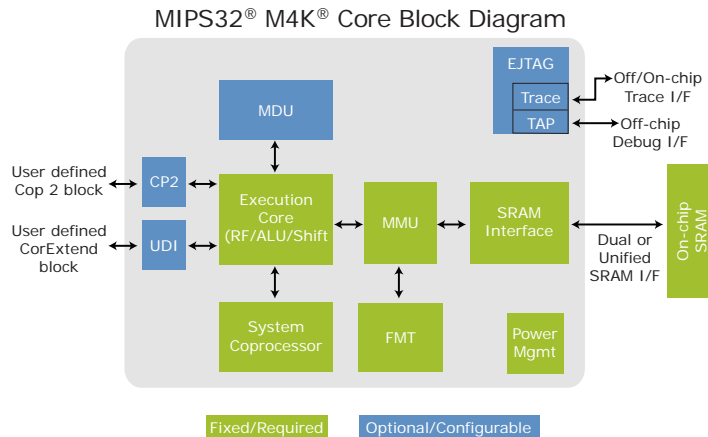 MIPS32® M4K® Core Block Diagram
EJTAG
Trace
TAP
Off/On-chip
Trace I/F
Off-chip
Debug I/F
MDU
User defined
Cop 2 block
CP2
Execution
Core
(RF/ALU/Shift
MMU
SRAM
Interface
On-chip
SRAM
User defined
CorExtend
block
UDI
Dual or
Unified
SRAM I/F
System
Coprocessor
FMT
Power
Mgmt
Fixed/Required
Optional/Configurable